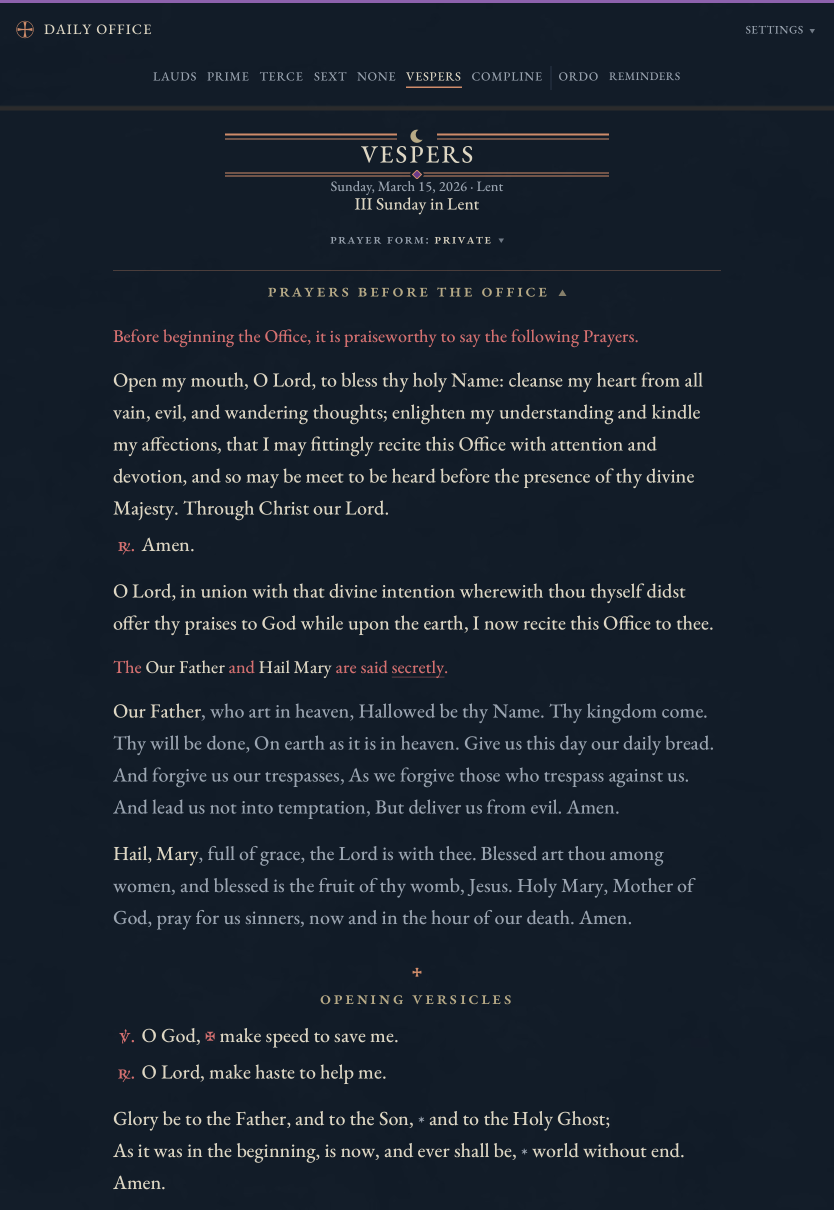 DAILY OFFICE
SETTINGS ▼
LAUDS PRIME TERCE SEXT NONE VESPERS COMPLINE ORDO REMINDERS
VESPERS
Sunday, March 15, 2026 · Lent
III Sunday in Lent
PRAYER FORM: PRIVATE ▼
PRAYERS BEFORE THE OFFICE ▲
Before beginning the Office, it is praiseworthy to say the following Prayers.
Open my mouth, O Lord, to bless thy holy Name: cleanse my heart from all
vain, evil, and wandering thoughts; enlighten my understanding and kindle
my affections, that I may fittingly recite this Office with attention and
devotion, and so may be meet to be heard before the presence of thy divine
Majesty. Through Christ our Lord.
℟. Amen.
O Lord, in union with that divine intention wherewith thou thyself didst
offer thy praises to God while upon the earth, I now recite this Office to thee.
The Our Father and Hail Mary are said secretly.
Our Father, who art in heaven, Hallowed be thy Name. Thy kingdom come.
Thy will be done, On earth as it is in heaven. Give us this day our daily bread.
And forgive us our trespasses, As we forgive those who trespass against us.
And lead us not into temptation, But deliver us from evil. Amen.
Hail, Mary, full of grace, the Lord is with thee. Blessed art thou among
women, and blessed is the fruit of thy womb, Jesus. Holy Mary, Mother of
God, pray for us sinners, now and in the hour of our death. Amen.
✠
OPENING VERSICLES
℣. O God, ✠ make speed to save me.
℟. O Lord, make haste to help me.
Glory be to the Father, and to the Son, * and to the Holy Ghost;
As it was in the beginning, is now, and ever shall be, * world without end.
Amen.